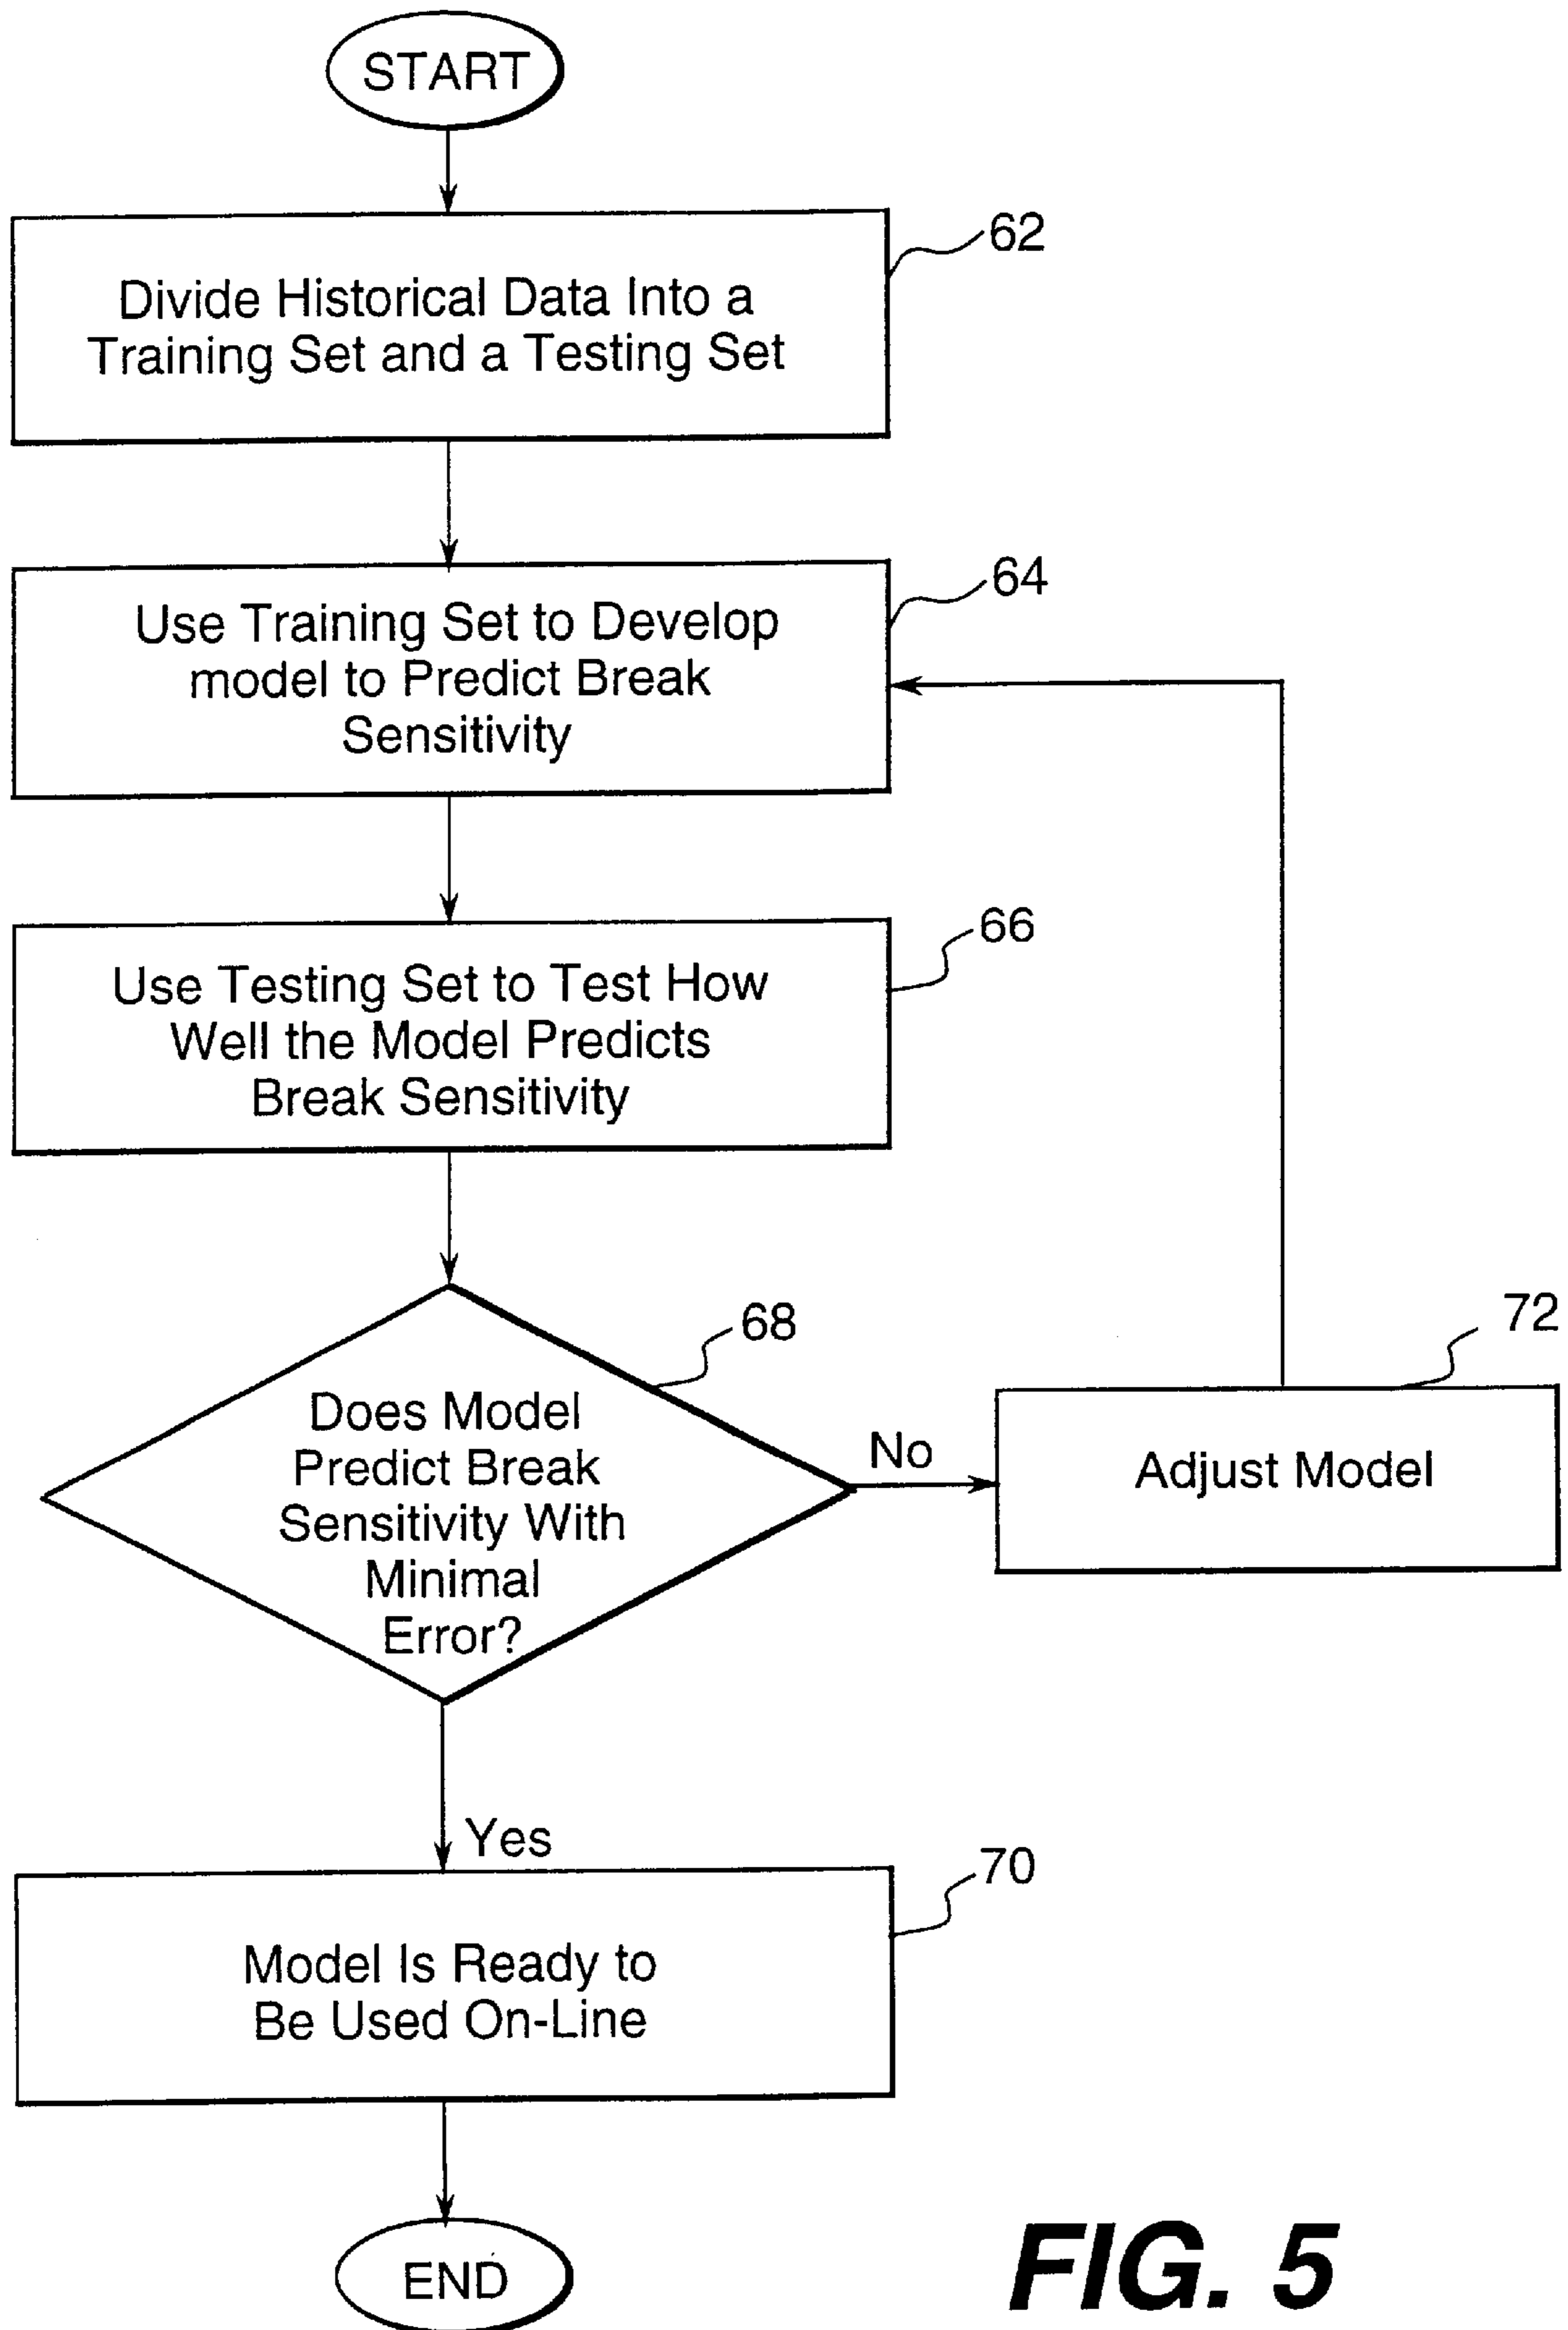 START
62
Divide Historical Data Into a
Training Set and a Testing Set
64
Use Training Set to Develop
model to Predict Break
Sensitivity
66
Use Testing Set to Test How
Well the Model Predicts
Break Sensitivity
68
Does Model
Predict Break
Sensitivity With
Minimal
Error?
No
72
Adjust Model
Yes
70
Model Is Ready to
Be Used On-Line
END
FIG. 5